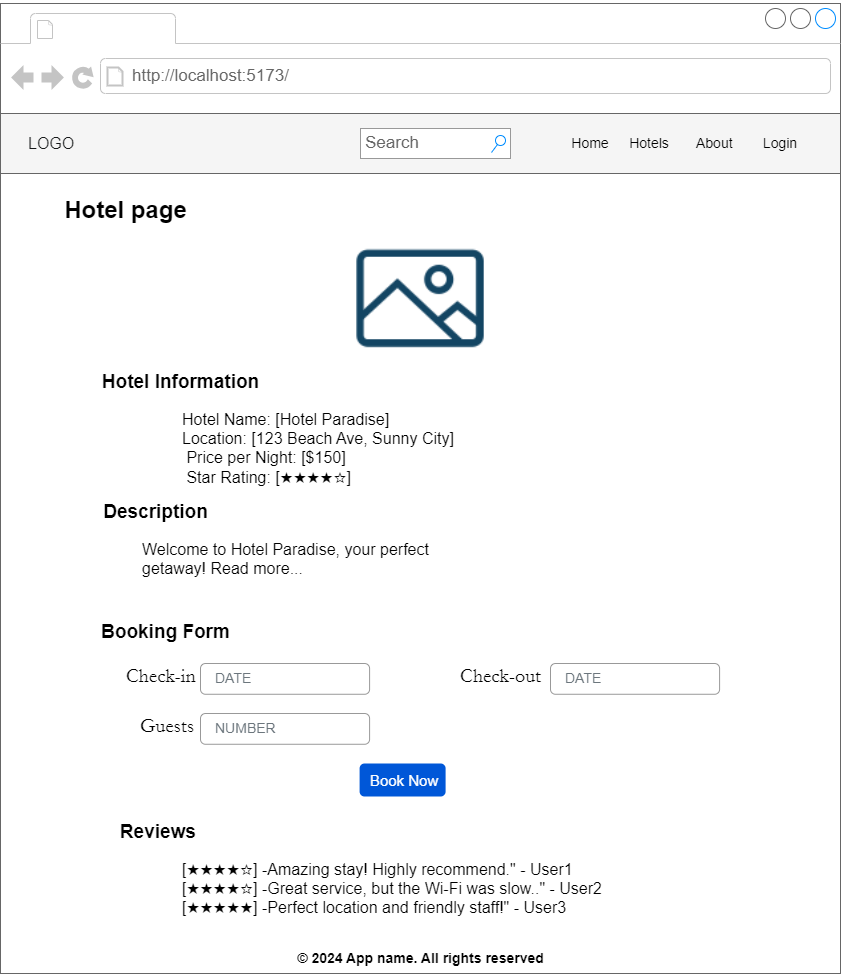 http://localhost:5173/
LOGO
Search
Home
Hotels
About
Login
Hotel page
Hotel Information
Hotel Name: [Hotel Paradise]
Location: [123 Beach Ave, Sunny City]
Price per Night: [$150]
Star Rating: [★★★★☆]
Description
Welcome to Hotel Paradise, your perfect
getaway! Read more...
Booking Form
Check-in DATE
Check-out DATE
Guests NUMBER
Book Now
Reviews
[★★★★☆] -Amazing stay! Highly recommend." - User1
[★★★★☆] -Great service, but the Wi-Fi was slow.." - User2
[★★★★★] -Perfect location and friendly staff!" - User3
© 2024 App name. All rights reserved